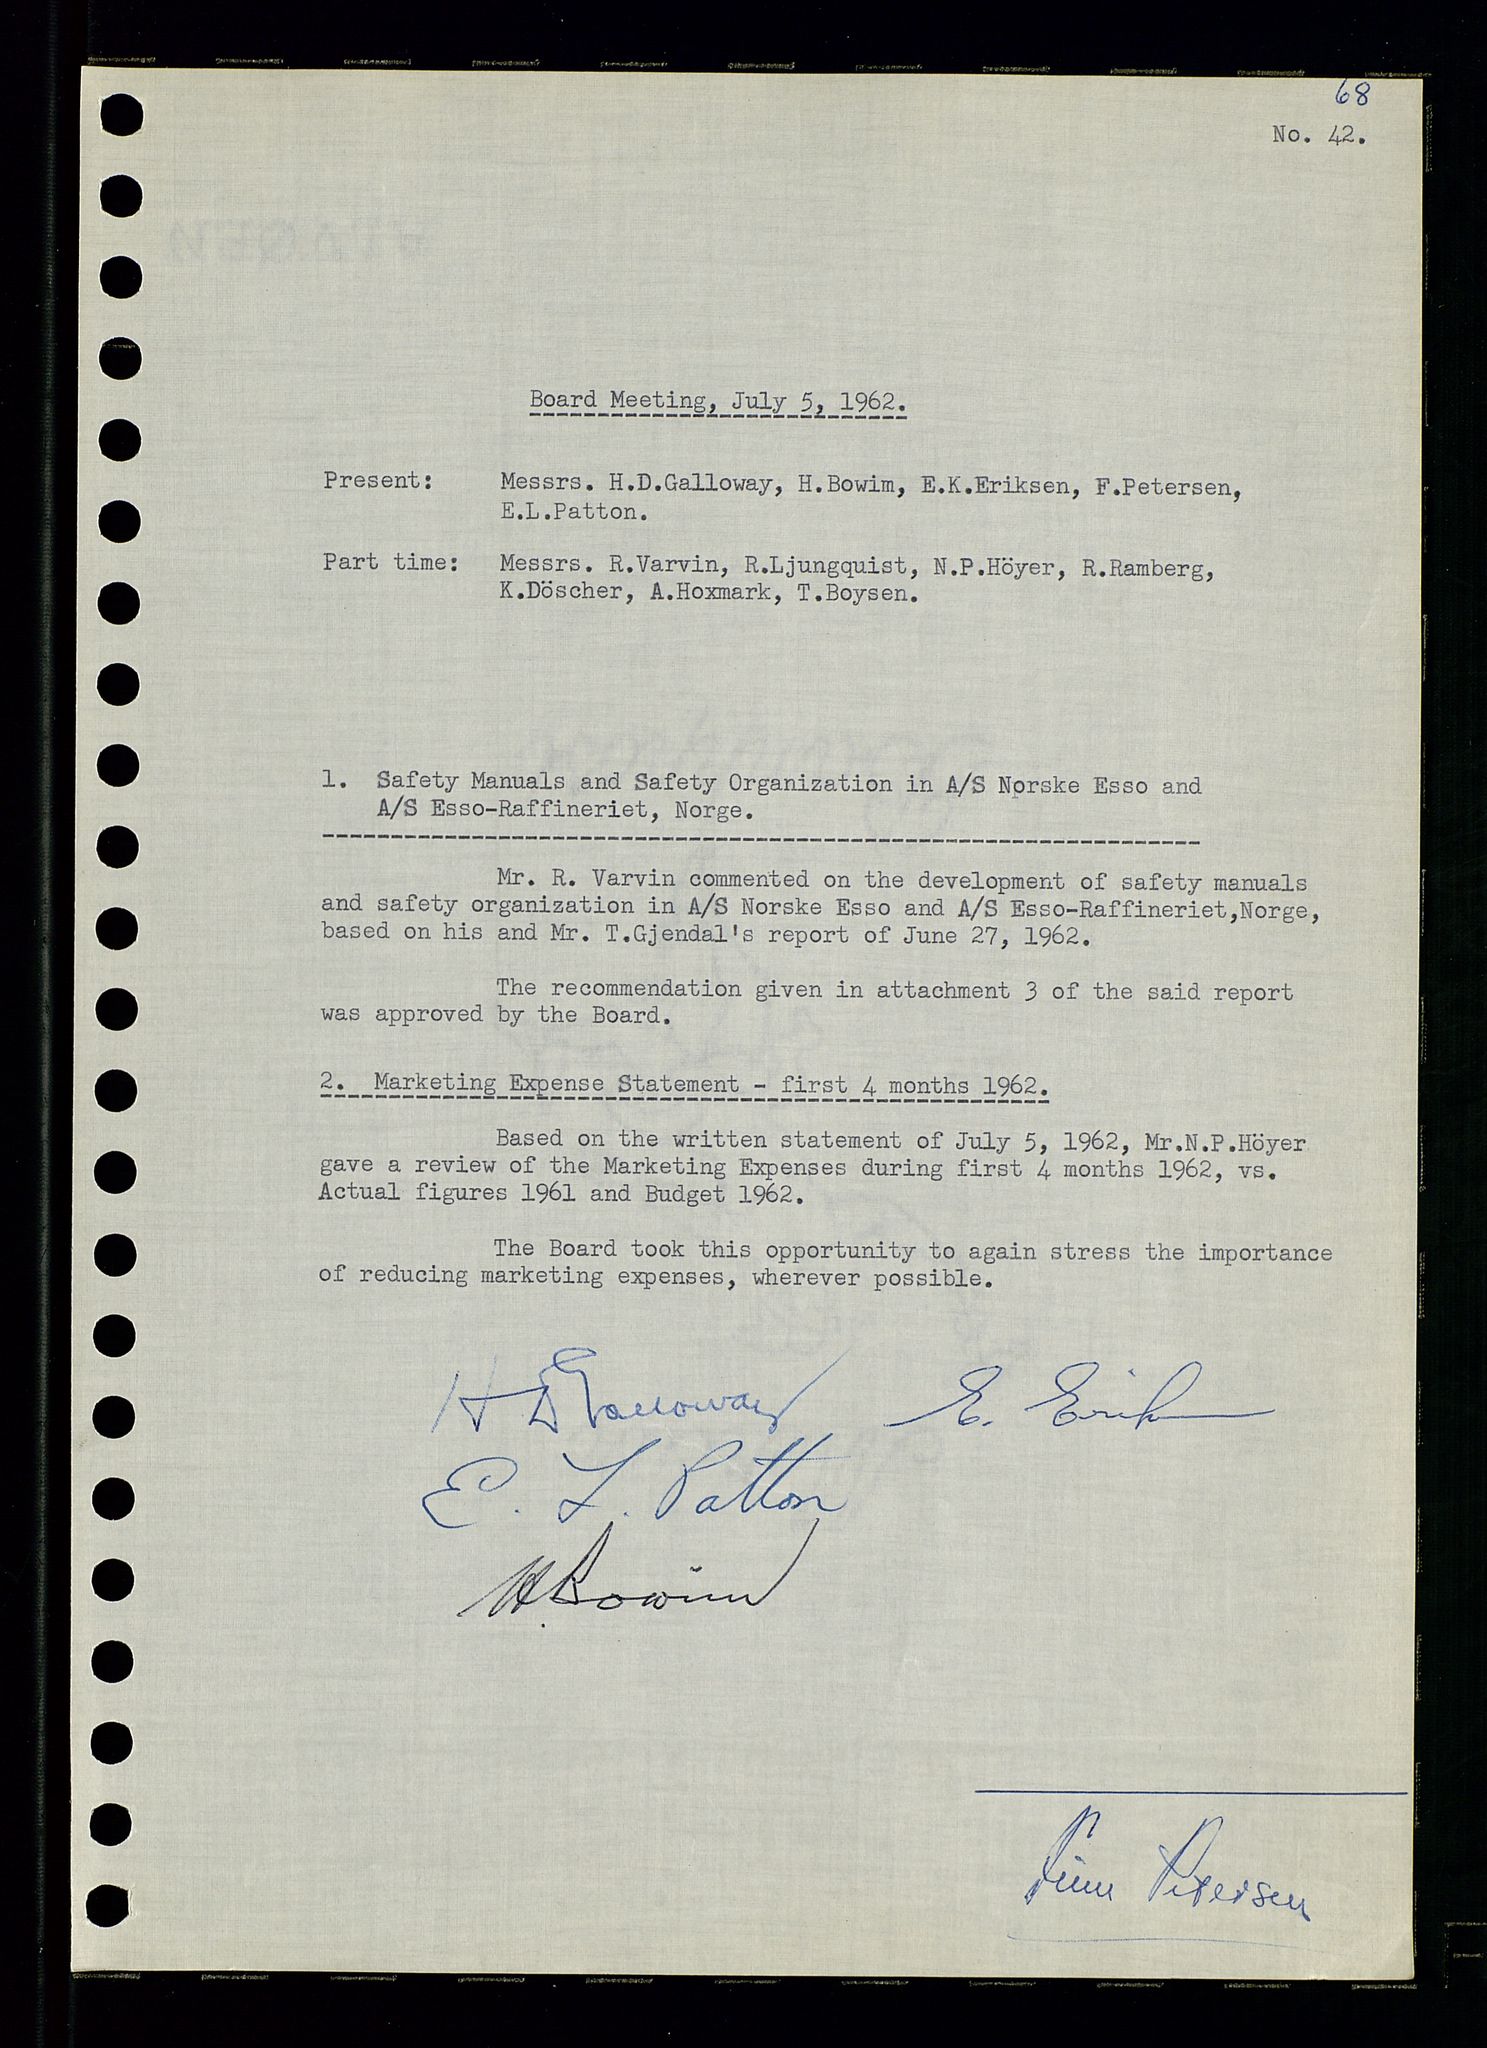 68
No. 42.
Board Meeting, July 5, 1962.
Present: Messrs. H.D.Galloway, H.Bowim, E.K.Eriksen, F.Petersen,
E.L.Patton.
Part time: Messrs. R.Varvin, R.Ljungquist, N.P.Höyer, R.Ramberg,
K.Döscher, A.Hoxmark, T.Boysen.
1. Safety Manuals and Safety Organization in A/S Norske Esso and
A/S Esso-Raffineriet, Norge.
Mr. R. Varvin commented on the development of safety manuals
and safety organization in A/S Norske Esso and A/S Esso-Raffineriet,Norge,
based on his and Mr. T.Gjendal's report of June 27, 1962.
The recommendation given in attachment 3 of the said report
was approved by the Board.
2. Marketing Expense Statement - first 4 months 1962.
Based on the written statement of July 5, 1962, Mr.N.P.Höyer
gave a review of the Marketing Expenses during first 4 months 1962, vs.
Actual figures 1961 and Budget 1962.
The Board took this opportunity to again stress the importance
of reducing marketing expenses, wherever possible.
H D Galloway E. Erik
E. L. Patton
H. Bowim
Finn Petersen